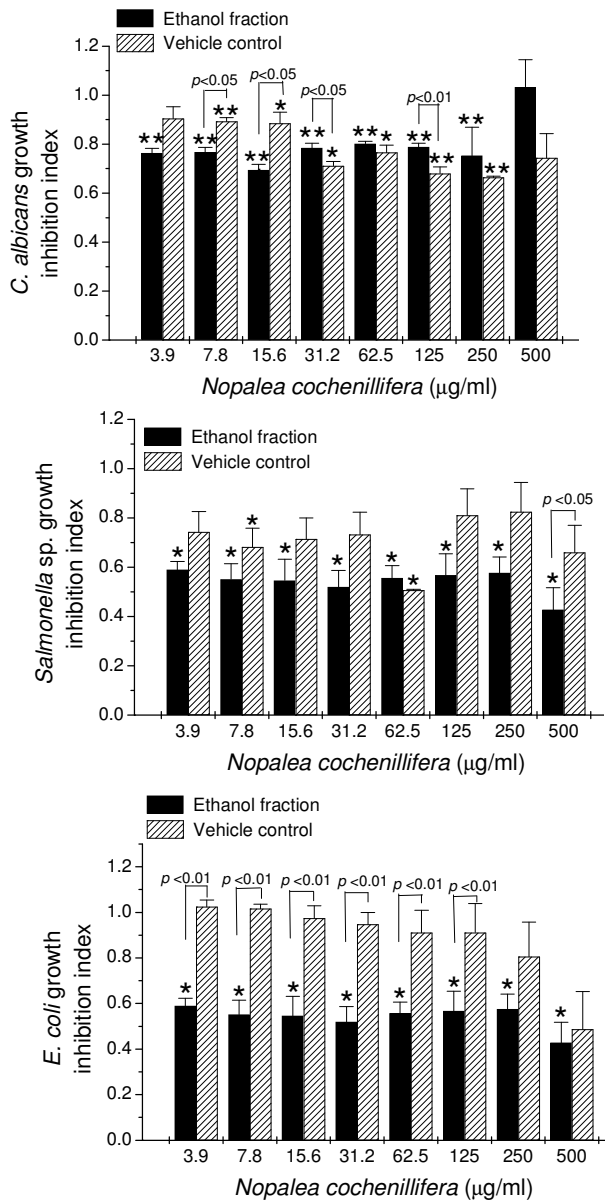 Ethanol fraction
Vehicle control
C. albicans growth
inhibition index
1.2
1.0
0.8
0.6
0.4
0.2
0.0
p<0.05 p<0.05 p<0.05 p<0.01
** ** ** * ** * ** * ** ** ** **
3.9 7.8 15.6 31.2 62.5 125 250 500
Nopalea cochenillifera (μg/ml)
Ethanol fraction
Vehicle control
Salmonella sp. growth
inhibition index
1.2
1.0
0.8
0.6
0.4
0.2
0.0
p <0.05
* * * * * * * * * *
3.9 7.8 15.6 31.2 62.5 125 250 500
Nopalea cochenillifera (μg/ml)
Ethanol fraction
Vehicle control
E. coli growth
inhibition index
1.2
1.0
0.8
0.6
0.4
0.2
0.0
p <0.01 p <0.01 p <0.01 p <0.01 p <0.01 p <0.01
* * * * * * * *
3.9 7.8 15.6 31.2 62.5 125 250 500
Nopalea cochenillifera (μg/ml)